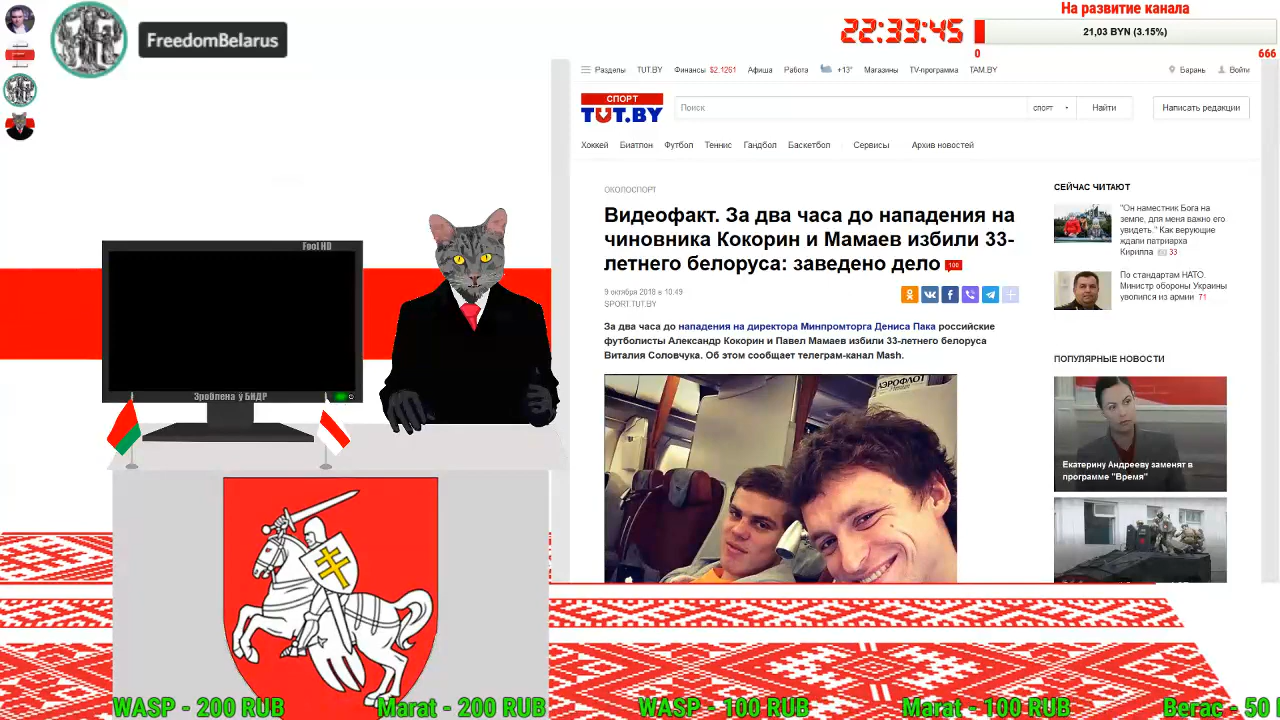 FreedomBelarus
22:33:45
На развитие канала
21,03 BYN (3.15%)
0
666
Разделы TUT.BY Финансы $2.1261 Афиша Работа +13° Магазины TV-программа TAM.BY Барань Войти
СПОРТ
TUT.BY
Поиск
спорт
Найти
Написать редакции
Хоккей Биатлон Футбол Теннис Гандбол Баскетбол Сервисы Архив новостей
ОКОЛОСПОРТ
Видеофакт. За два часа до нападения на
чиновника Кокорин и Мамаев избили 33-
летнего белоруса: заведено дело 100
9 октября 2018 в 10:49
SPORT.TUT.BY
За два часа до нападения на директора Минпромторга Дениса Пака российские
футболисты Александр Кокорин и Павел Мамаев избили 33-летнего белоруса
Виталия Соловчука. Об этом сообщает телеграм-канал Mash.
АЭРОФЛОТ
СЕЙЧАС ЧИТАЮТ
"Он наместник Бога на
земле, для меня важно его
увидеть." Как верующие
ждали патриарха
Кирилла 33
По стандартам НАТО.
Министр обороны Украины
уволился из армии 71
ПОПУЛЯРНЫЕ НОВОСТИ
Екатерину Андрееву заменят в
программе "Время"
Fool HD
Зроблена ў БНДР
WASP - 200 RUB Marat - 200 RUB WASP - 100 RUB Marat - 100 RUB Berac - 50